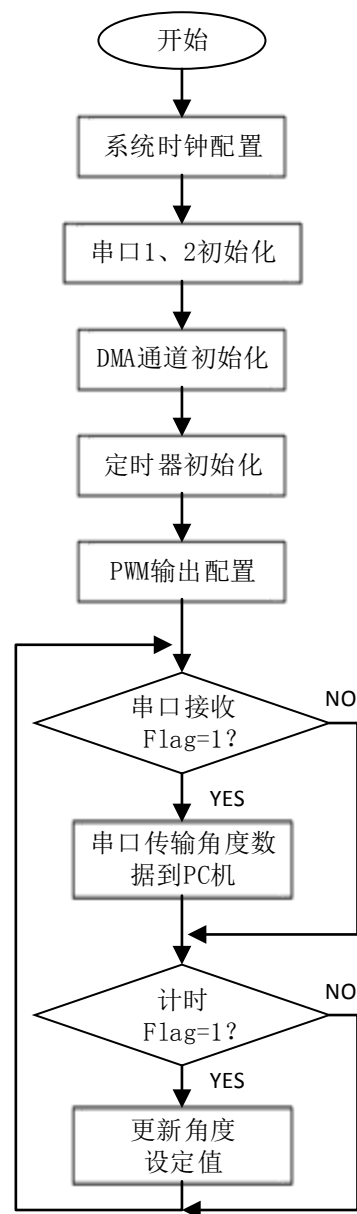 开始
系统时钟配置
串口1、2初始化
DMA通道初始化
定时器初始化
PWM输出配置
串口接收
Flag=1?
NO
YES
串口传输角度数
据到PC机
计时
Flag=1?
NO
YES
更新角度
设定值